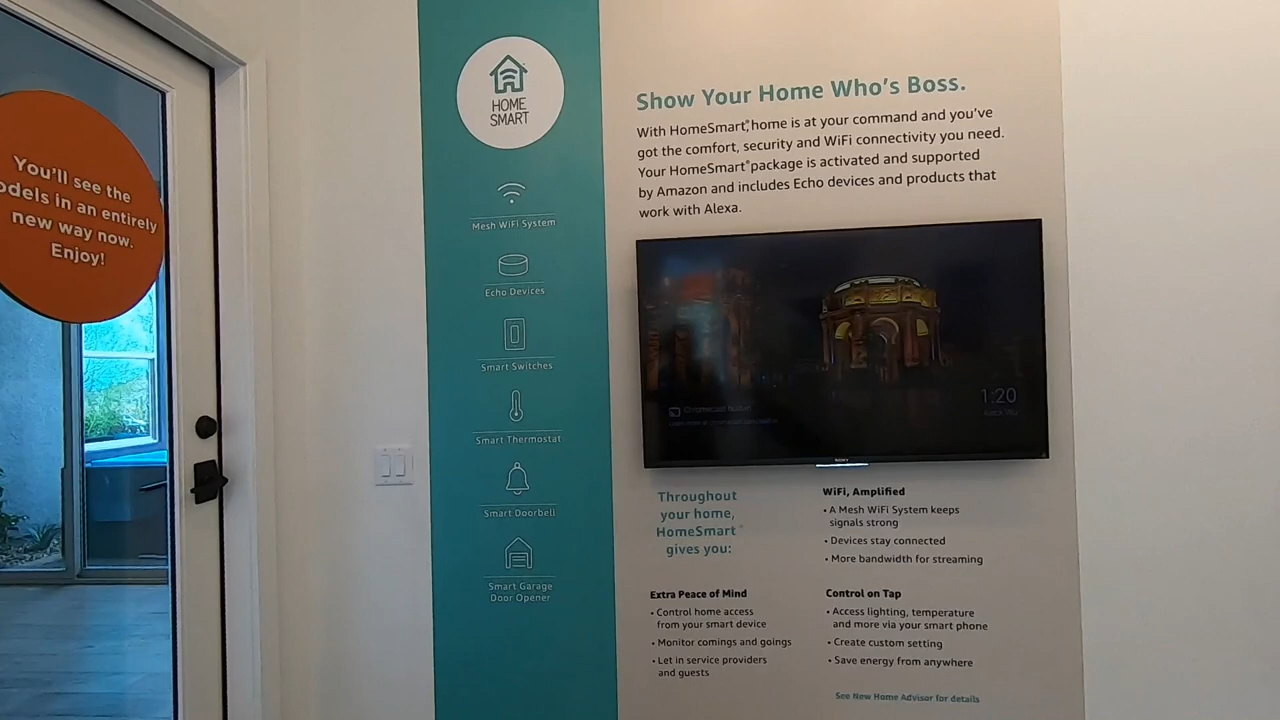 You'll see the
in an entirely
new way now.
Enjoy!
HOME
SMART
Mesh WiFi System
Echo Devices
Smart Switches
Smart Thermostat
Smart Doorbell
Smart Garage
Door Opener
Show Your Home Who's Boss.
With HomeSmart® home is at your command and you've
got the comfort, security and WiFi connectivity you need.
Your HomeSmart® package is activated and supported
by Amazon and includes Echo devices and products that
work with Alexa.
Chromecast built-in
1:20
SONY
Throughout
your home,
HomeSmart®
gives you:
WiFi, Amplified
• A Mesh WiFi System keeps
signals strong
• Devices stay connected
• More bandwidth for streaming
Extra Peace of Mind
• Control home access
from your smart device
• Monitor comings and goings
• Let in service providers
and guests
Control on Tap
• Access lighting, temperature
and more via your smart phone
• Create custom setting
• Save energy from anywhere
See New Home Advisor for details